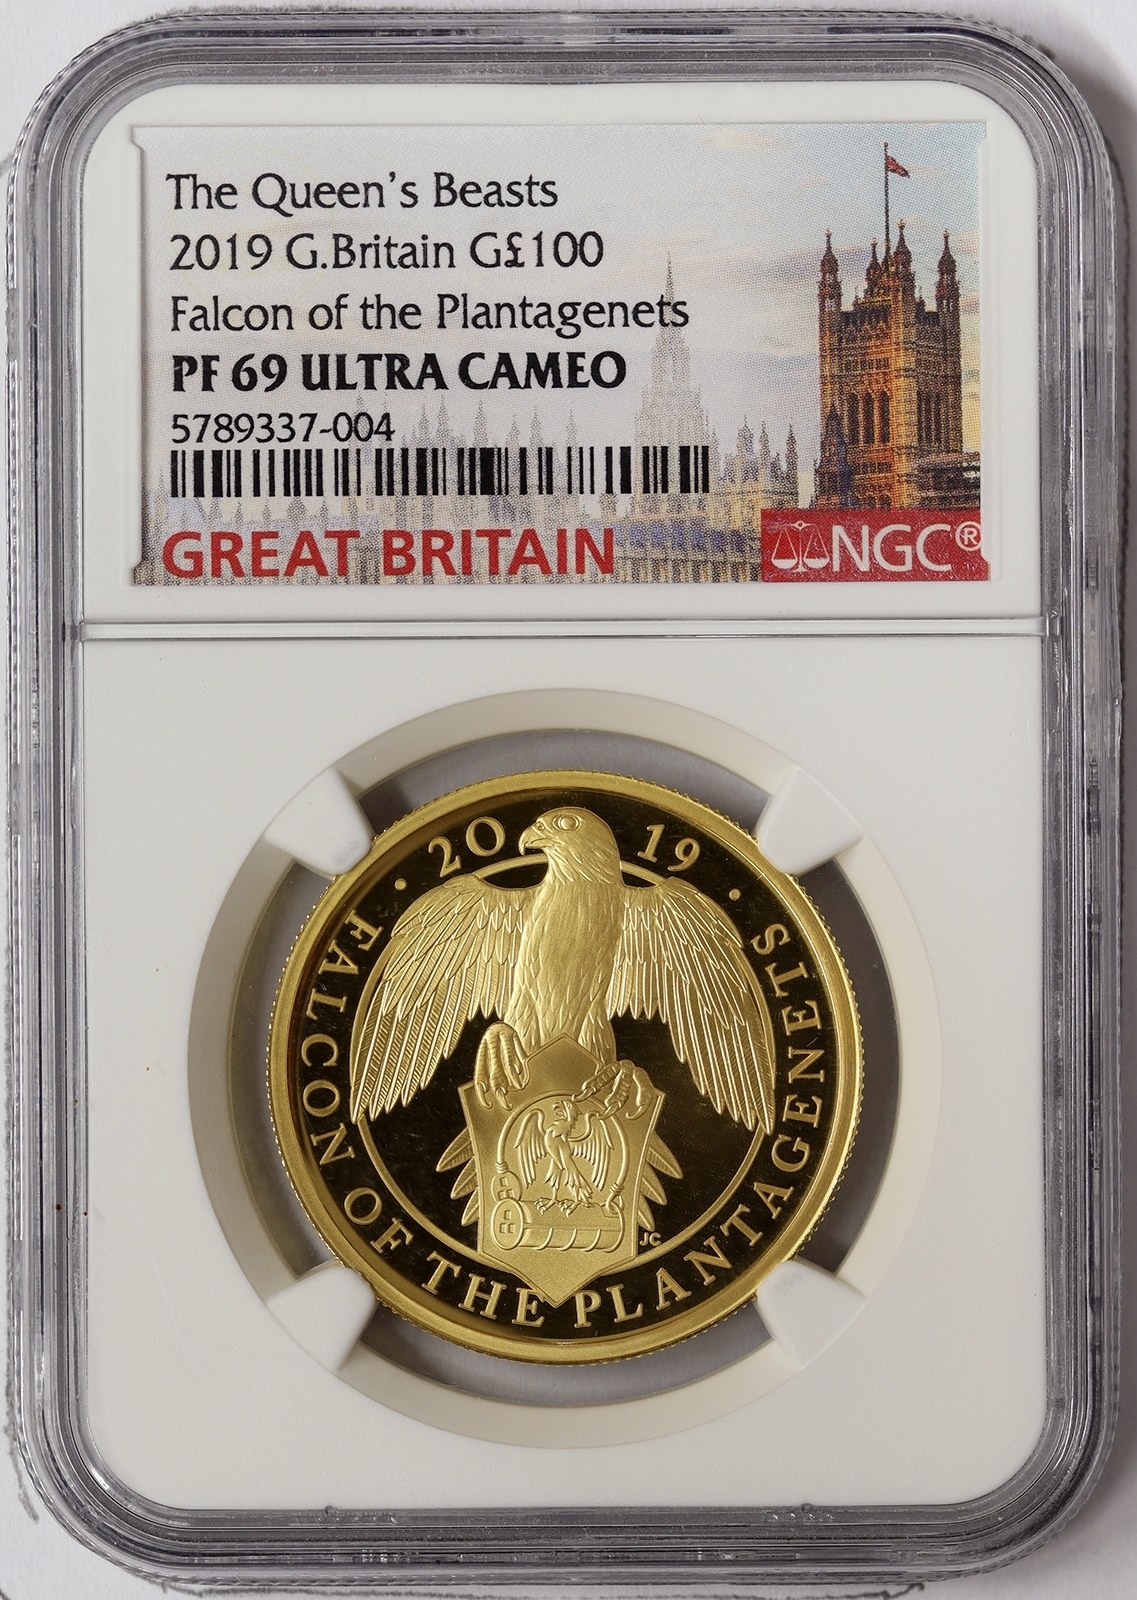 The Queen's Beasts
2019 G.Britain G£100
Falcon of the Plantagenets
PF 69 ULTRA CAMEO
5789337-004
GREAT BRITAIN
NGC®
2019
FALCON OF THE PLANTAGENETS
JC